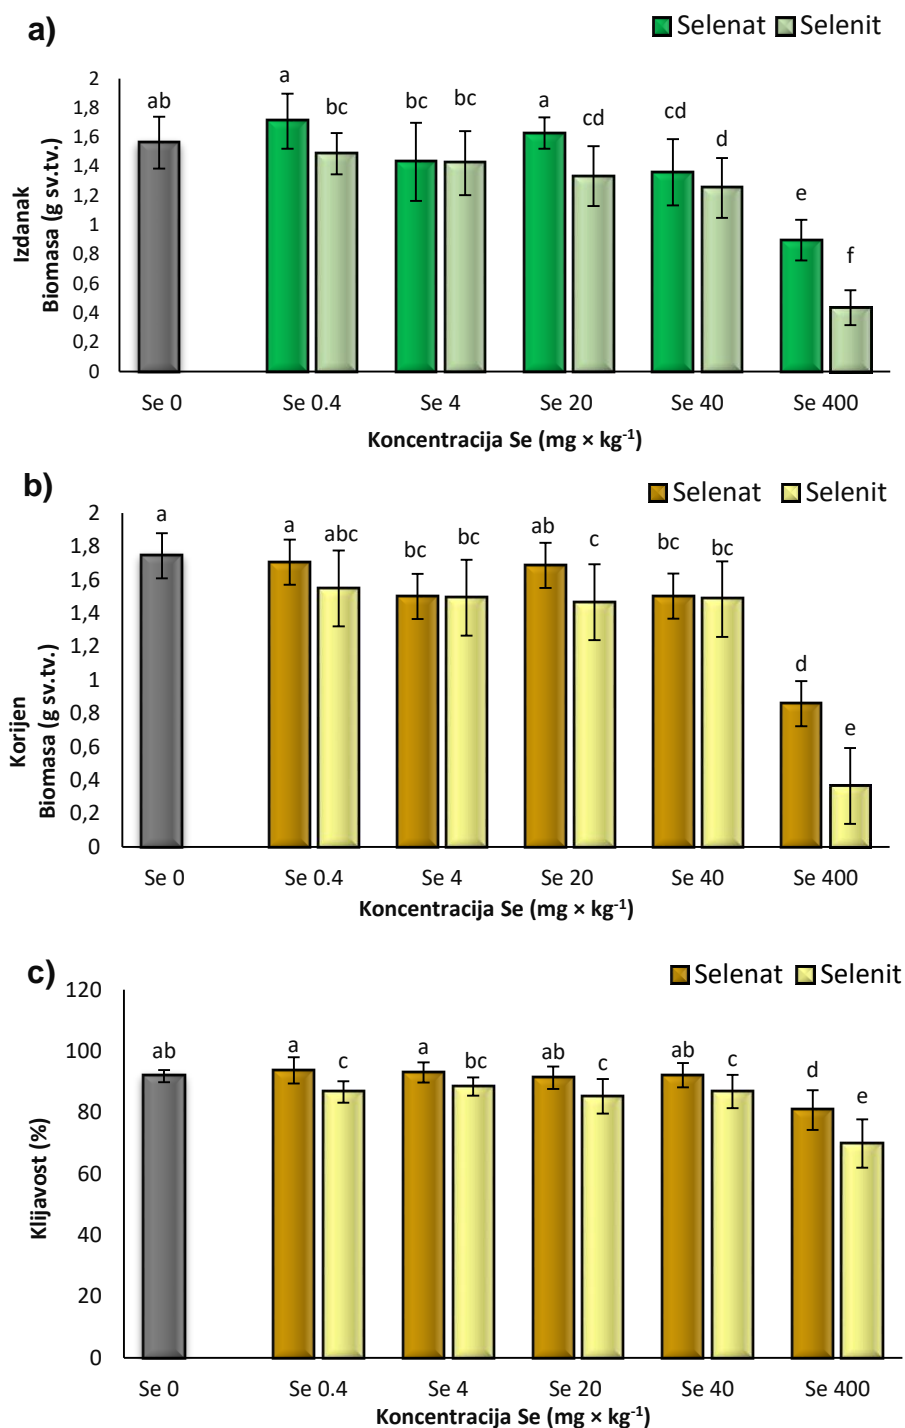 a)
Selenat Selenit
Izdanak
Biomasa (g sv.tv.)
2
1,8
1,6
1,4
1,2
1
0,8
0,6
0,4
0,2
0
ab a bc bc bc a cd cd d e f
Se 0 Se 0.4 Se 4 Se 20 Se 40 Se 400
Koncentracija Se (mg × kg⁻¹)
b)
Selenat Selenit
Korijen
Biomasa (g sv.tv.)
2
1,8
1,6
1,4
1,2
1
0,8
0,6
0,4
0,2
0
a a abc bc bc ab c bc bc d e
Se 0 Se 0.4 Se 4 Se 20 Se 40 Se 400
Koncentracija Se (mg × kg⁻¹)
c)
Selenat Selenit
Klijavost (%)
120
100
80
60
40
20
0
ab a c a bc ab c ab c d e
Se 0 Se 0.4 Se 4 Se 20 Se 40 Se 400
Koncentracija Se (mg × kg⁻¹)